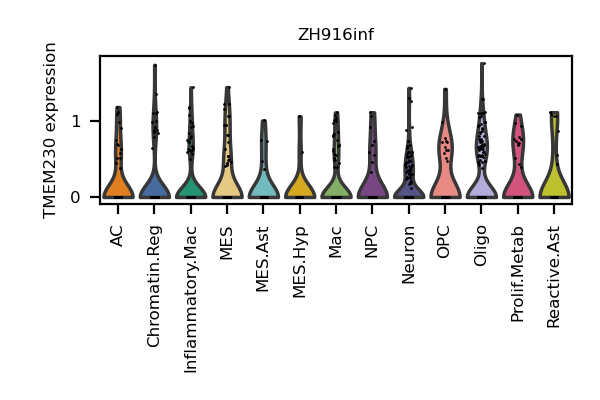 ZH916inf
TMEM230 expression
1
0
AC
Chromatin.Reg
Inflammatory.Mac
MES
MES.Ast
MES.Hyp
Mac
NPC
Neuron
OPC
Oligo
Prolif.Metab
Reactive.Ast